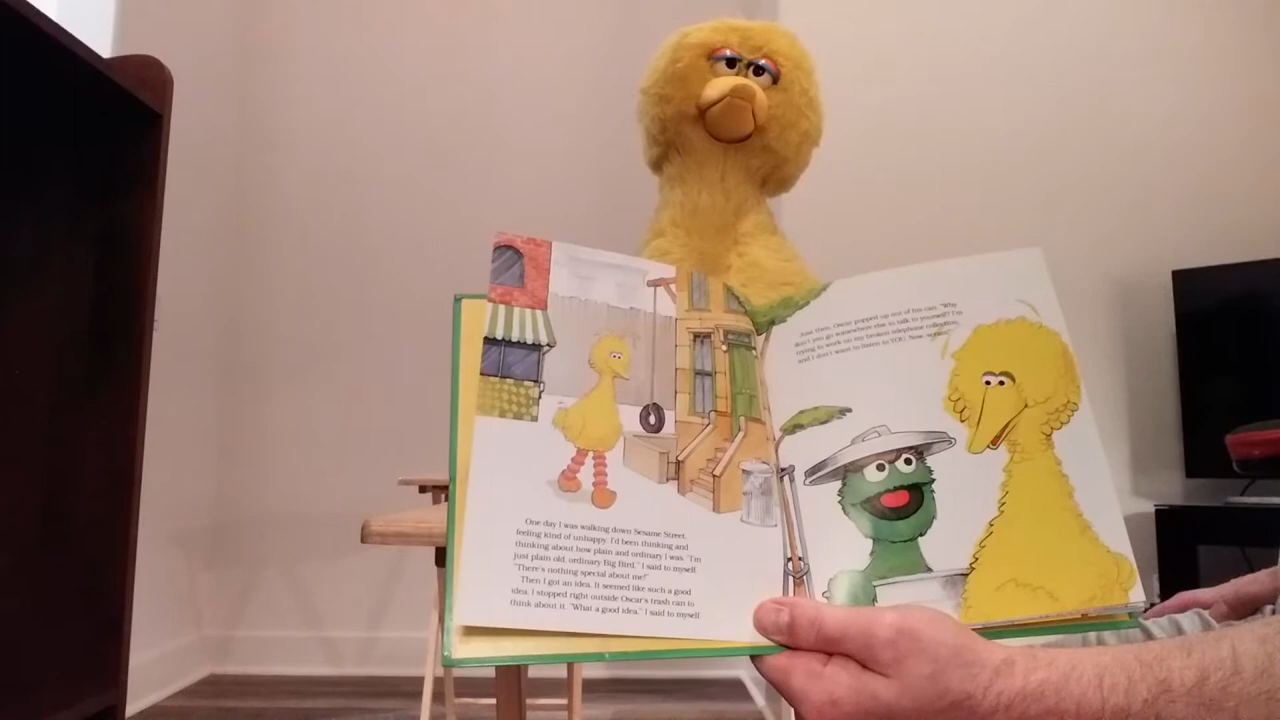 One day I was walking down Sesame Street,
feeling kind of unhappy. I'd been thinking and
thinking about how plain and ordinary I was. "I'm
just plain old, ordinary Big Bird," I said to myself.
"There's nothing special about me!"
Then I got an idea. It seemed like such a good
idea, I stopped right outside Oscar's trash can to
think about it. "What a good idea," I said to myself.
Just then, Oscar popped up out of his can. "Why
don't you go somewhere else to talk to yourself? I'm
trying to work on my broken telephone collection,
and I don't want to listen to YOU. Now scram!"